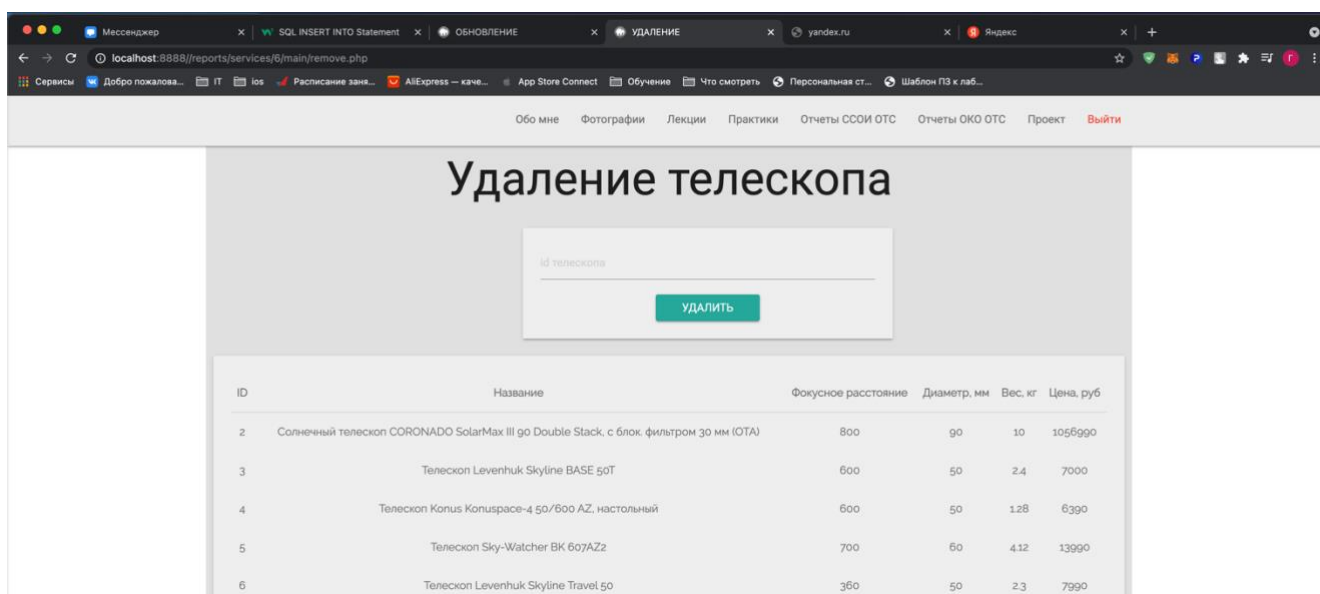 Мессенджер SQL INSERT INTO Statement ОБНОВЛЕНИЕ УДАЛЕНИЕ yandex.ru Яндекс
localhost:8888//reports/services/6/main/remove.php
Сервисы Добро пожалова... IT ios Расписание заня... AliExpress — каче... App Store Connect Обучение Что смотреть Персональная ст... Шаблон ПЗ к лаб...
Обо мне Фотографии Лекции Практики Отчеты ССОИ ОТС Отчеты ОКО ОТС Проект Выйти
Удаление телескопа
id телескопа
УДАЛИТЬ
ID Название Фокусное расстояние Диаметр, мм Вес, кг Цена, руб
2 Солнечный телескоп CORONADO SolarMax III 90 Double Stack, с блок. фильтром 30 мм (OTA) 800 90 10 1056990
3 Телескоп Levenhuk Skyline BASE 50T 600 50 2.4 7000
4 Телескоп Konus Konuspace-4 50/600 AZ, настольный 600 50 1.28 6390
5 Телескоп Sky-Watcher BK 607AZ2 700 60 4.12 13990
6 Телескоп Levenhuk Skyline Travel 50 360 50 2.3 7990